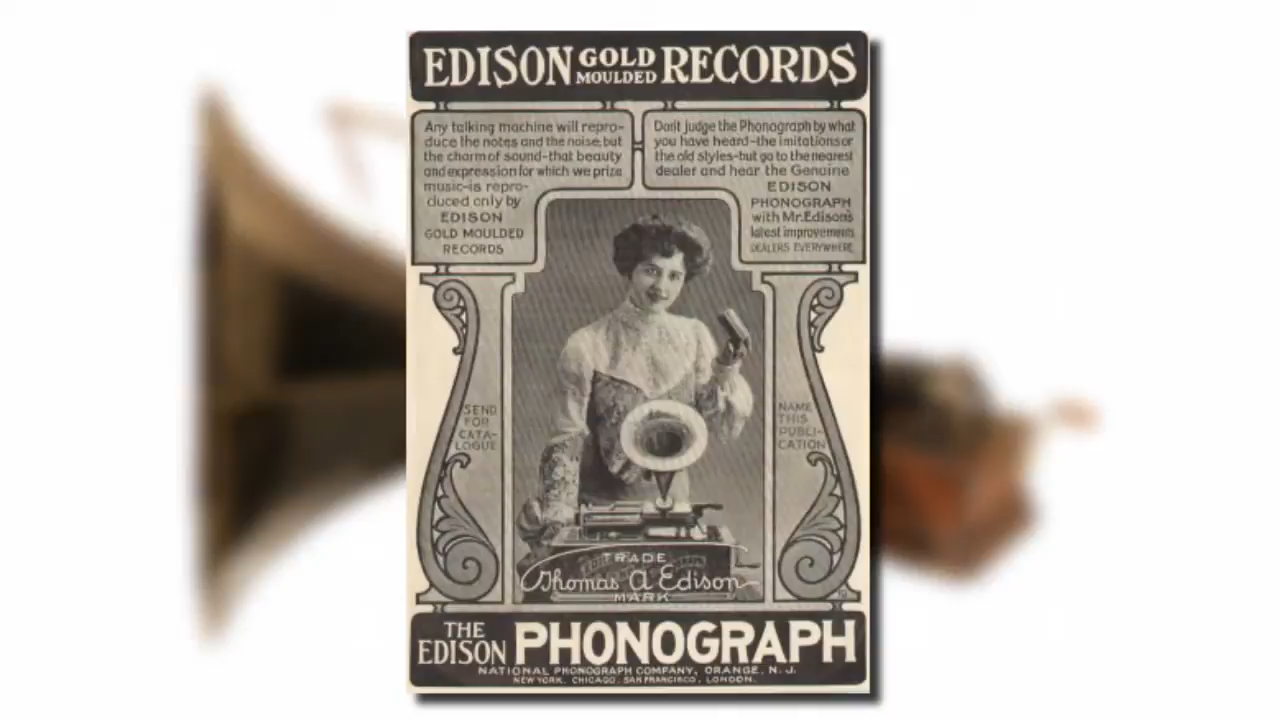 EDISON GOLD MOULDED RECORDS
Any talking machine will repro-
duce the notes and the noise, but
the charm of sound-that beauty
and expression for which we prize
music-is repro-
duced only by
EDISON
GOLD MOULDED
RECORDS
Don't judge the Phonograph by what
you have heard-the imitations or
the old styles-but go to the nearest
dealer and hear the Genuine
EDISON
PHONOGRAPH
with Mr. Edison's
latest improvements
DEALERS EVERYWHERE
SEND
FOR
CATA-
LOGUE
NAME
THIS
PUBLI-
CATION
TRADE
Thomas A Edison
MARK
THE
EDISON PHONOGRAPH
NATIONAL PHONOGRAPH COMPANY, ORANGE, N. J.
NEW YORK, CHICAGO, SAN FRANCISCO, LONDON.